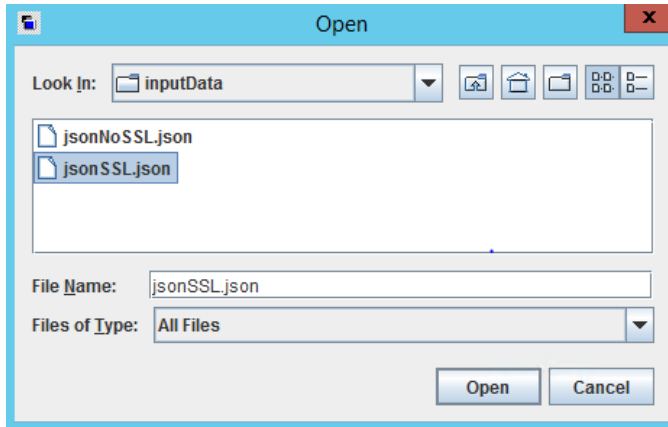 Open
x
Look In: inputData
jsonNoSSL.json
jsonSSL.json
File Name: jsonSSL.json
Files of Type: All Files
Open Cancel